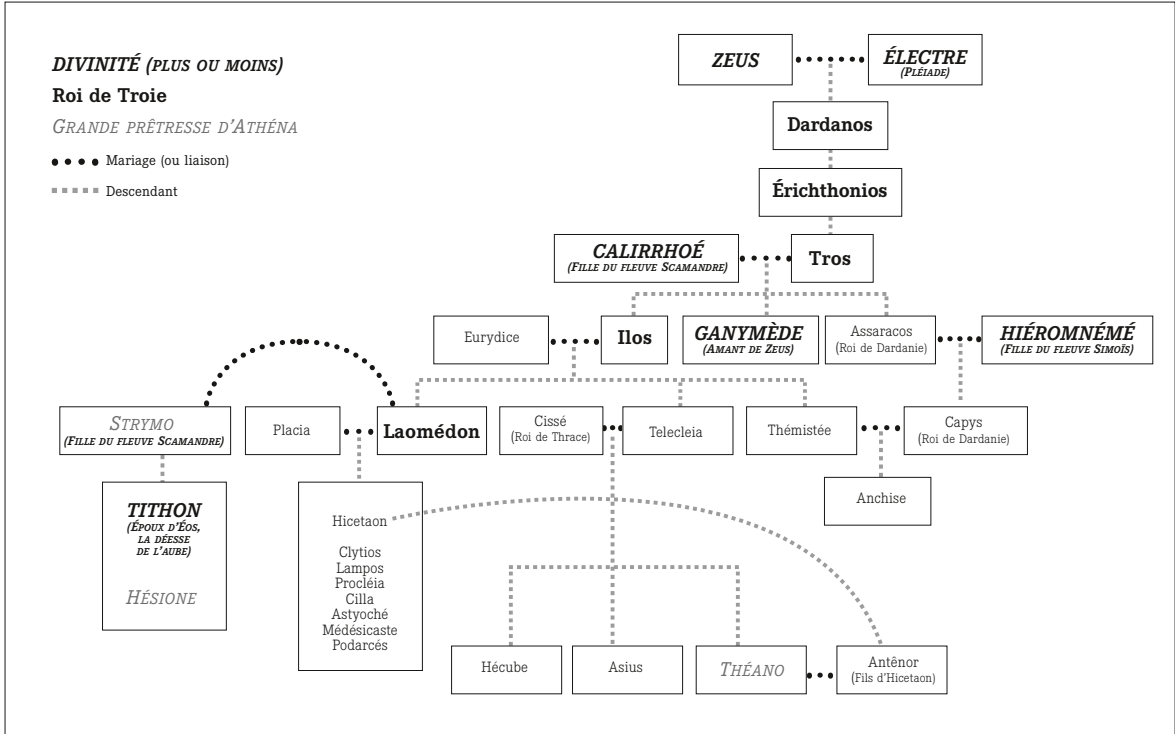 DIVINITÉ (PLUS OU MOINS)
Roi de Troie
GRANDE PRÊTRESSE D'ATHÉNA
Mariage (ou liaison)
Descendant
ZEUS
ÉLECTRE
(PLÉIADE)
Dardanos
Érichthonios
CALIRRHOÉ
(FILLE DU FLEUVE SCAMANDRE)
Tros
Eurydice
Ilos
GANYMÈDE
(AMANT DE ZEUS)
Assaracos
(Roi de Dardanie)
HIÉROMNÉMÉ
(FILLE DU FLEUVE SIMOÏS)
STRYMO
(FILLE DU FLEUVE SCAMANDRE)
Placia
Laomédon
Cissé
(Roi de Thrace)
Telecleia
Thémistée
Capys
(Roi de Dardanie)
TITHON
(ÉPOUX D'ÉOS,
LA DÉESSE
DE L'AUBE)
HÉSIONE
Hicetaon
Clytios
Lampos
Procléia
Cilla
Astyoché
Médésicaste
Podarcés
Anchise
Hécube
Asius
THÉANO
Antênor
(Fils d'Hicetaon)